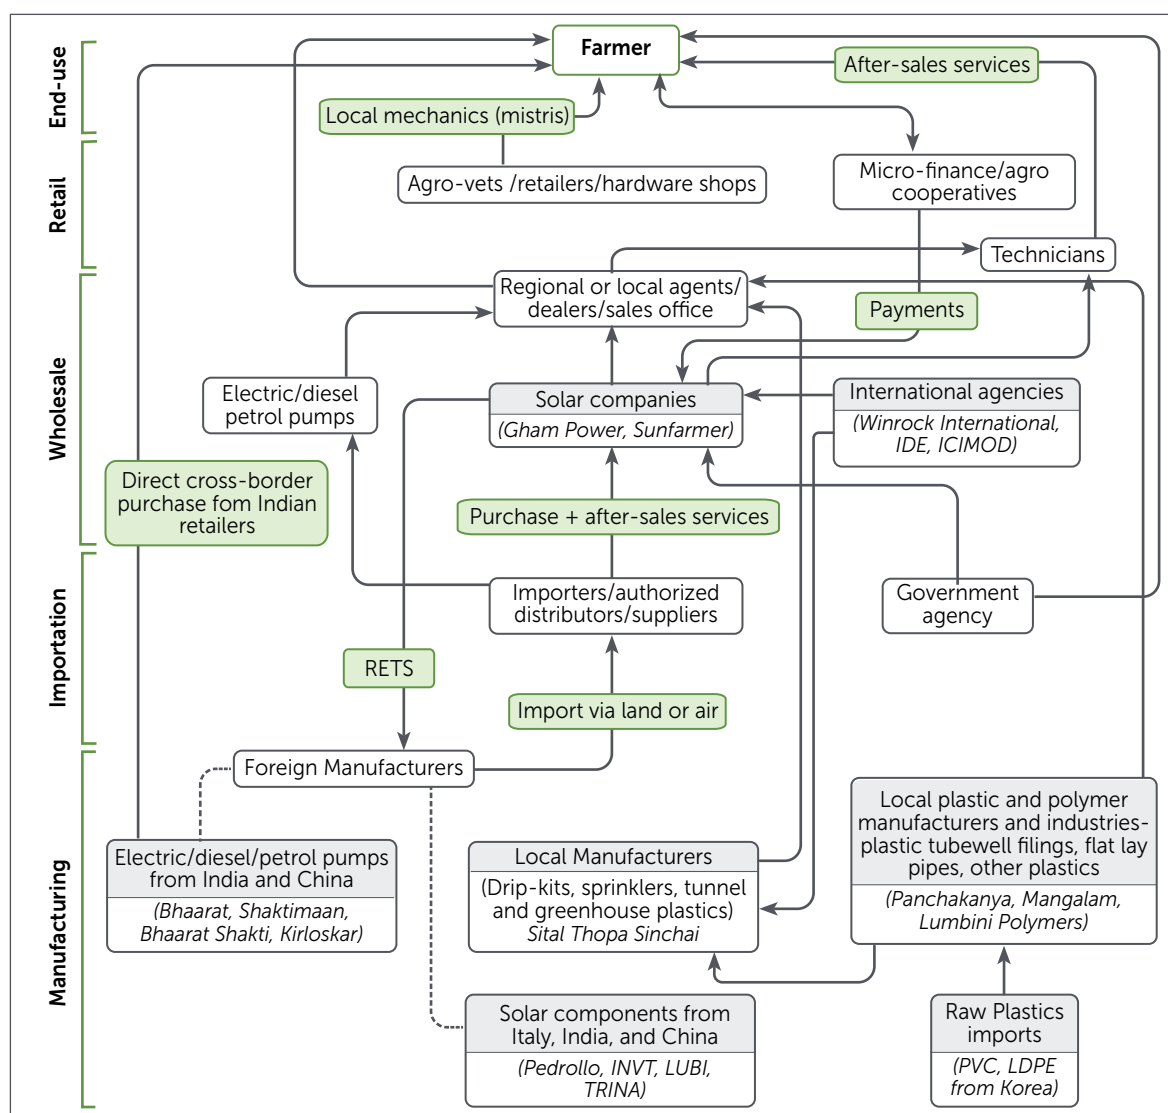 End-use
Farmer
After-sales services
Local mechanics (mistris)
Retail
Agro-vets /retailers/hardware shops
Micro-finance/agro
cooperatives
Technicians
Wholesale
Regional or local agents/
dealers/sales office
Payments
Electric/diesel
petrol pumps
Solar companies
(Gham Power, Sunfarmer)
International agencies
(Winrock International,
IDE, ICIMOD)
Direct cross-border
purchase fom Indian
retailers
Purchase + after-sales services
Importation
Importers/authorized
distributors/suppliers
Government
agency
RETS
Import via land or air
Manufacturing
Foreign Manufacturers
Electric/diesel/petrol pumps
from India and China
(Bhaarat, Shaktimaan,
Bhaarat Shakti, Kirloskar)
Local Manufacturers
(Drip-kits, sprinklers, tunnel
and greenhouse plastics)
Sital Thopa Sinchai
Local plastic and polymer
manufacturers and industries-
plastic tubewell filings, flat lay
pipes, other plastics
(Panchakanya, Mangalam,
Lumbini Polymers)
Solar components from
Italy, India, and China
(Pedrollo, INVT, LUBI,
TRINA)
Raw Plastics
imports
(PVC, LDPE
from Korea)